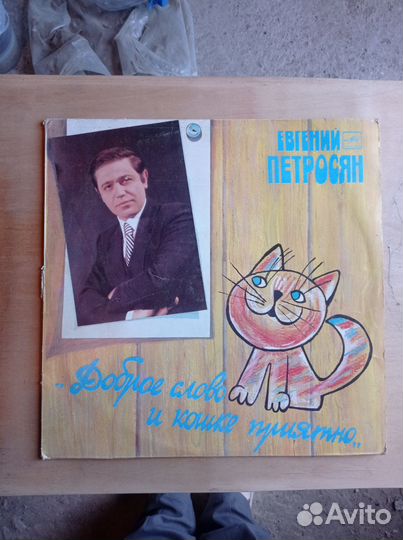 ЕВГЕНИЙ
ПЕТРОСЯН
„Доброе слово
и кошке приятно„
Avito